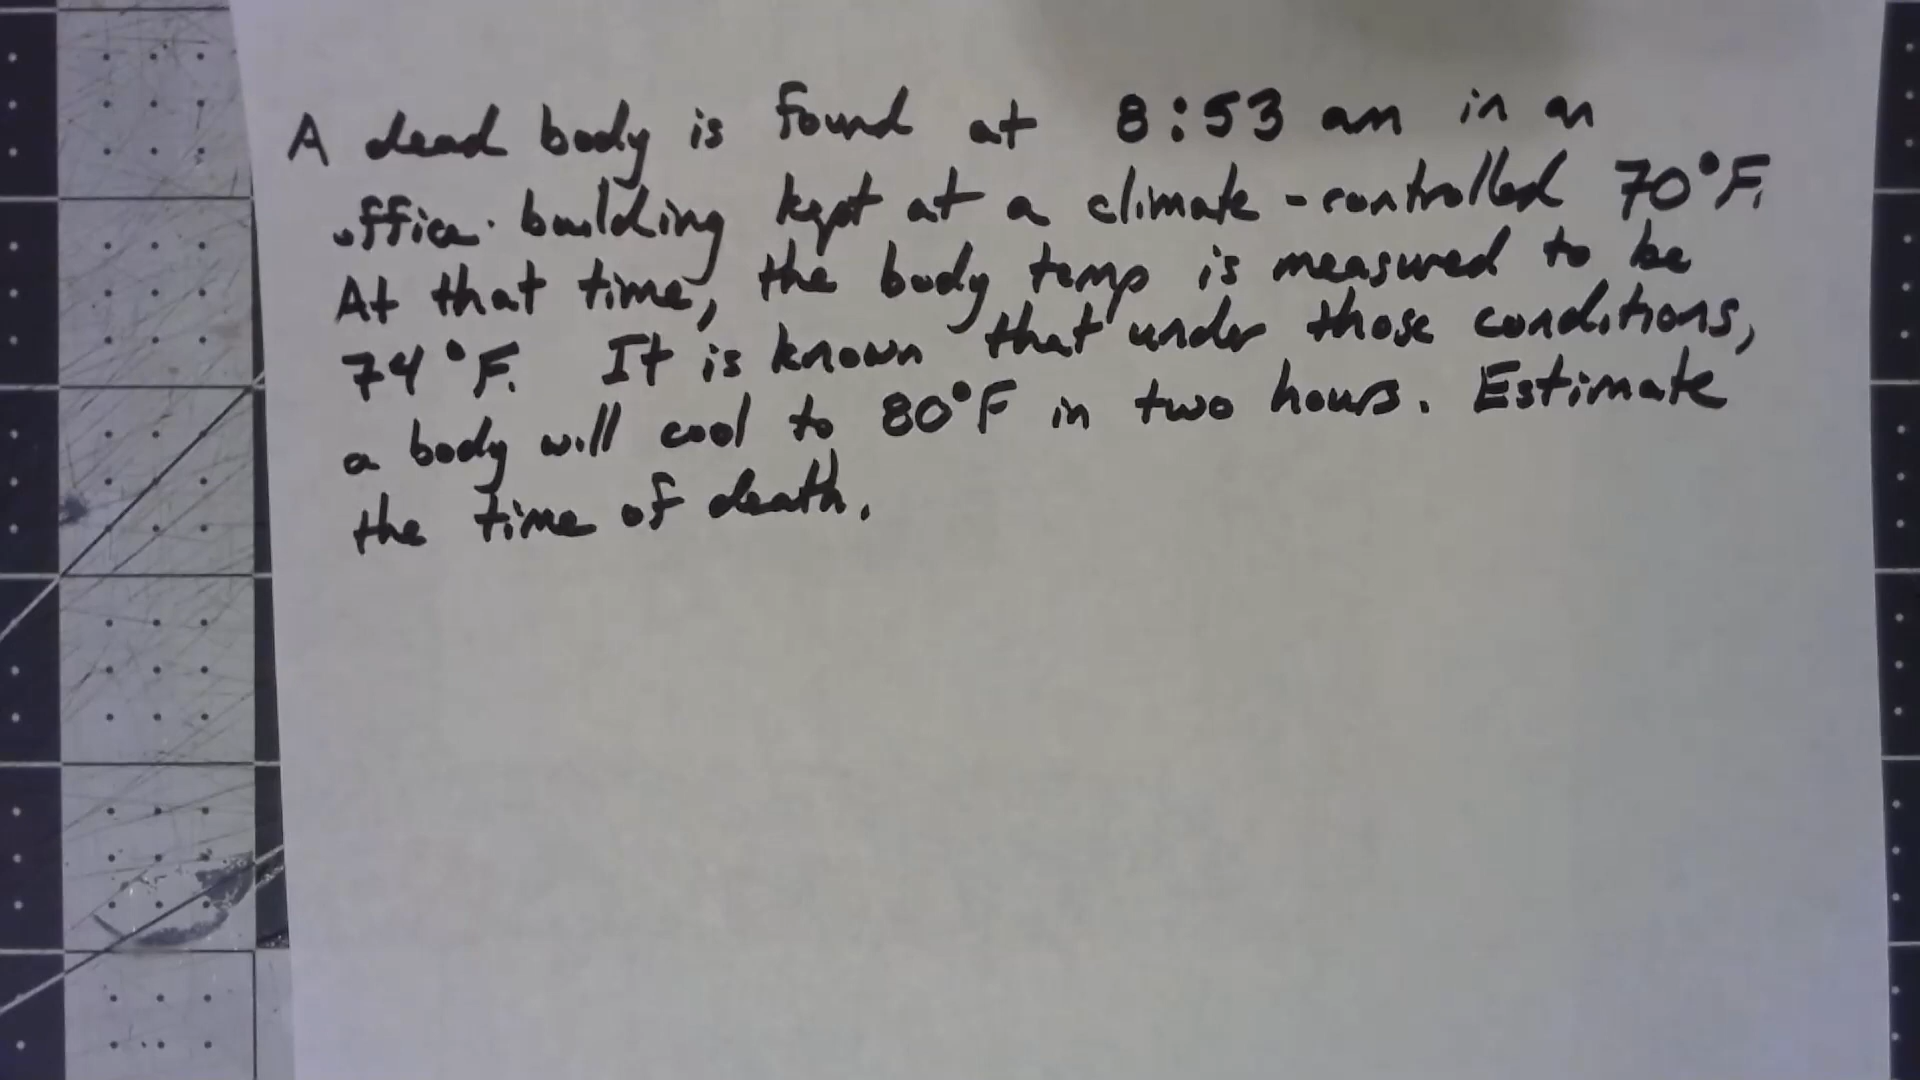 A dead body is found at 8:53 am in an
office building kept at a climate-controlled 70°F.
At that time, the body temp is measured to be
74°F. It is known that under those conditions,
a body will cool to 80°F in two hours. Estimate
the time of death.